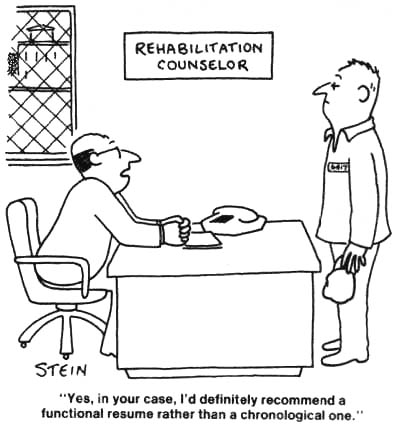 REHABILITATION
COUNSELOR
STEIN
"Yes, in your case, I'd definitely recommend a
functional resume rather than a chronological one."